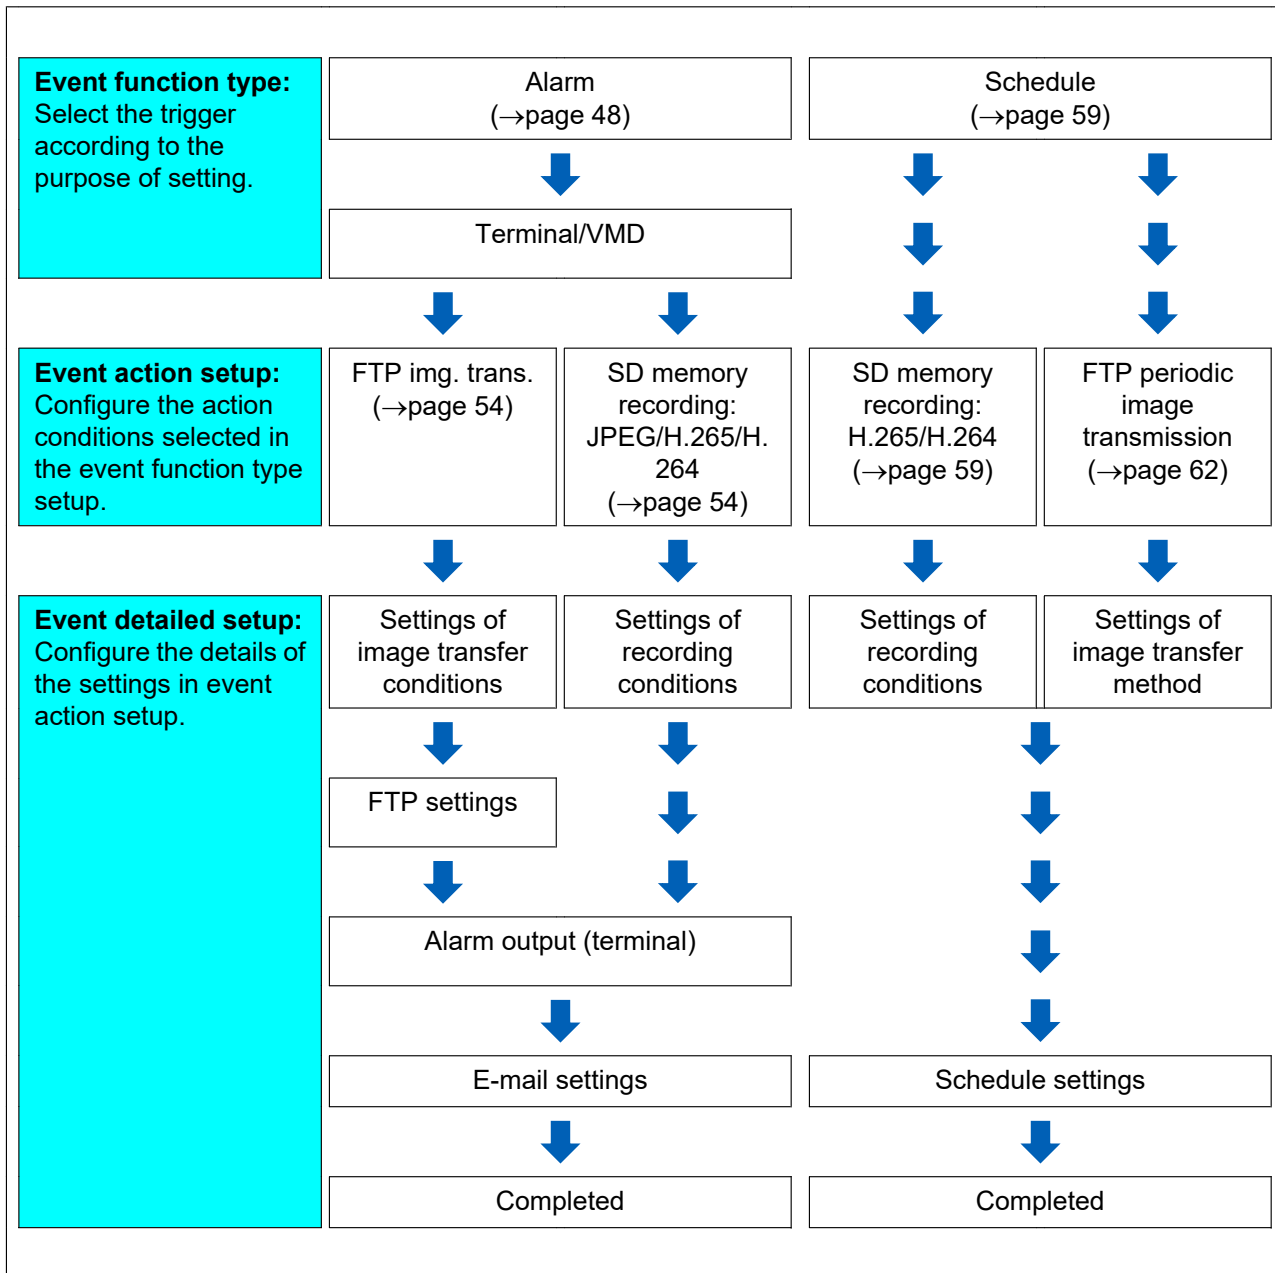 Event function type:
Select the trigger
according to the
purpose of setting.
Alarm
(→page 48)
Schedule
(→page 59)
Terminal/VMD
Event action setup:
Configure the action
conditions selected in
the event function type
setup.
FTP img. trans.
(→page 54)
SD memory
recording:
JPEG/H.265/H.
264
(→page 54)
SD memory
recording:
H.265/H.264
(→page 59)
FTP periodic
image
transmission
(→page 62)
Event detailed setup:
Configure the details of
the settings in event
action setup.
Settings of
image transfer
conditions
Settings of
recording
conditions
Settings of
recording
conditions
Settings of
image transfer
method
FTP settings
Alarm output (terminal)
E-mail settings
Schedule settings
Completed
Completed